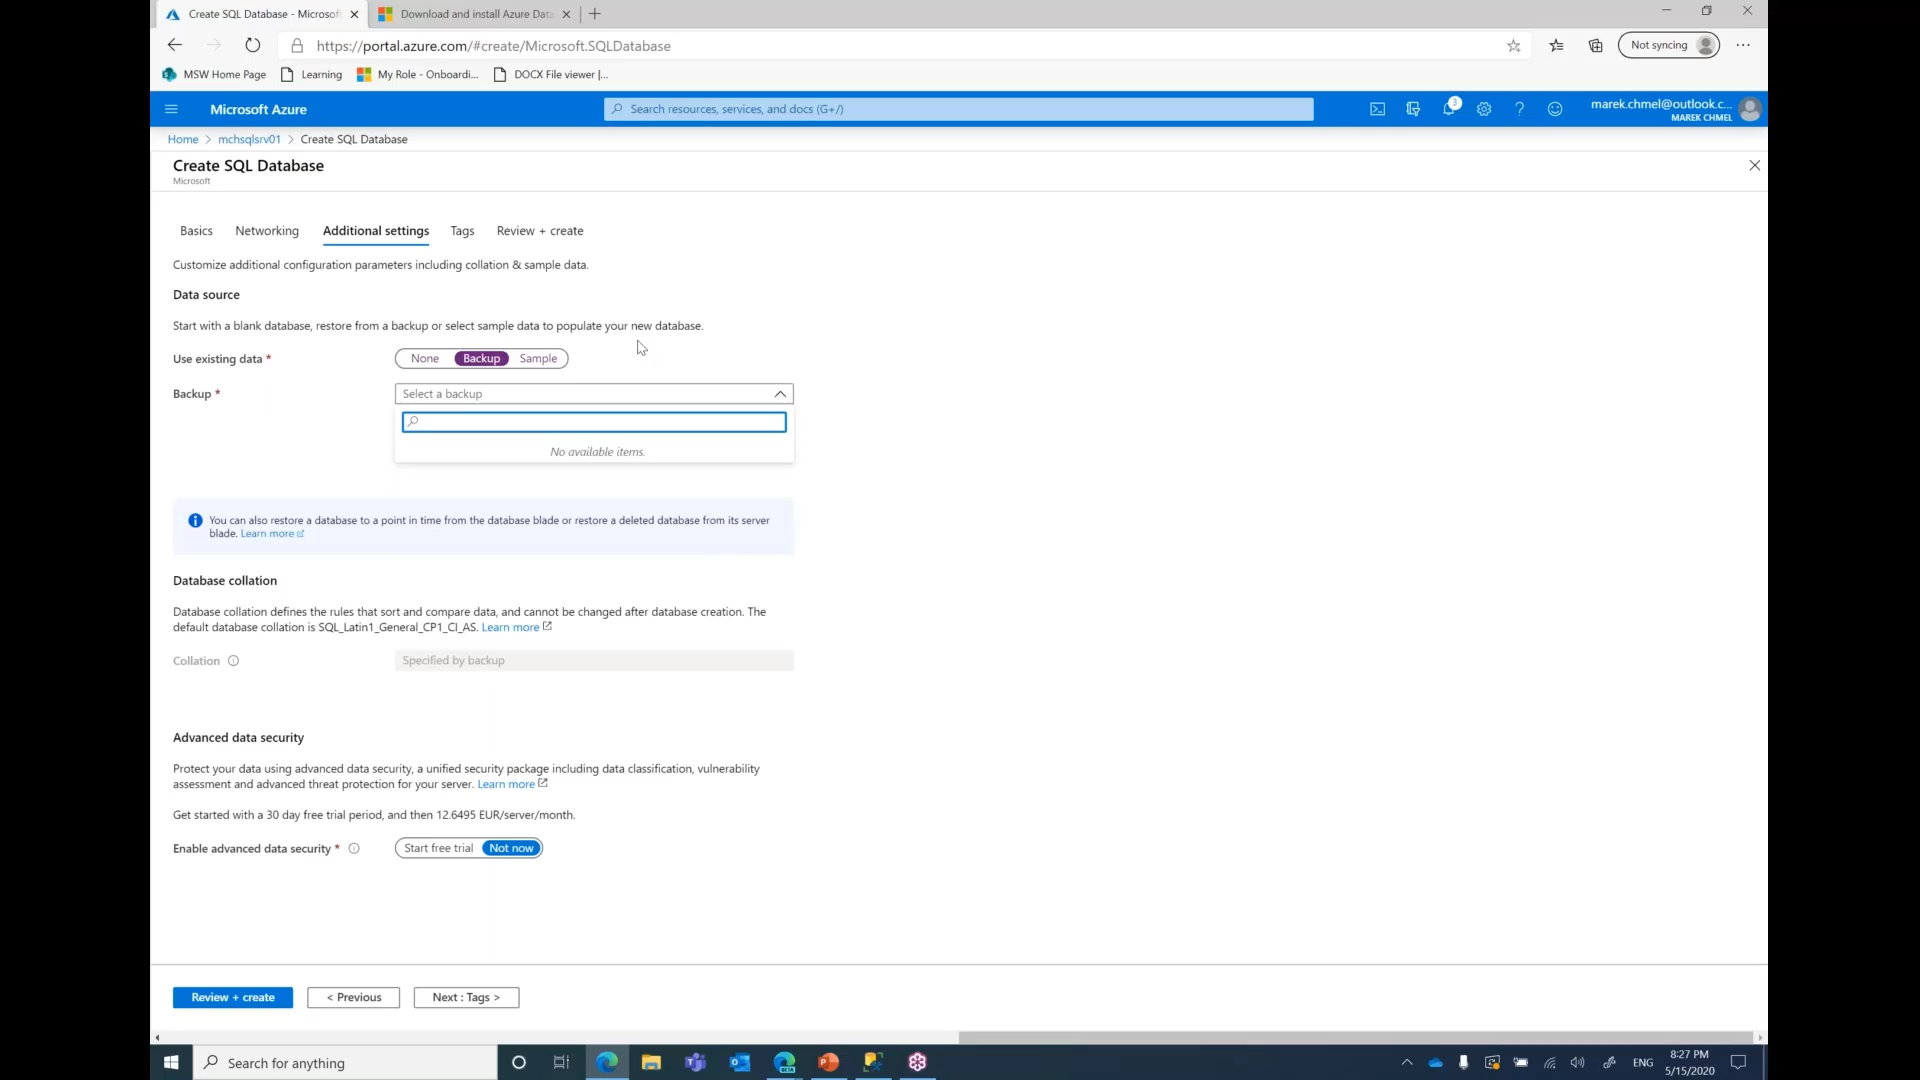 Create SQL Database - Microsof
Download and install Azure Data
https://portal.azure.com/#create/Microsoft.SQLDatabase
Not syncing
MSW Home Page
Learning
My Role - Onboardi...
DOCX File viewer |...
Microsoft Azure
Search resources, services, and docs (G+/)
3
marek.chmel@outlook.c...
MAREK CHMEL
Home > mchsqlsrv01 > Create SQL Database
Create SQL Database
Microsoft
Basics Networking Additional settings Tags Review + create
Customize additional configuration parameters including collation & sample data.
Data source
Start with a blank database, restore from a backup or select sample data to populate your new database.
Use existing data * None Backup Sample
Backup * Select a backup
No available items.
You can also restore a database to a point in time from the database blade or restore a deleted database from its server
blade. Learn more
Database collation
Database collation defines the rules that sort and compare data, and cannot be changed after database creation. The
default database collation is SQL_Latin1_General_CP1_CI_AS. Learn more
Collation Specified by backup
Advanced data security
Protect your data using advanced data security, a unified security package including data classification, vulnerability
assessment and advanced threat protection for your server. Learn more
Get started with a 30 day free trial period, and then 12.6495 EUR/server/month.
Enable advanced data security * Start free trial Not now
Review + create < Previous Next : Tags >
Search for anything
ENG
8:27 PM
5/15/2020